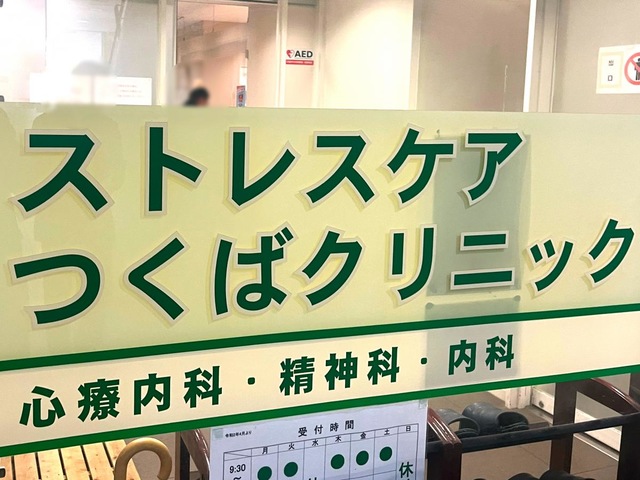 AED
ストレスケア
つくばクリニック
心療内科・精神科・内科
受付時間
月 火 水 木 金 土 日
9:30
～
休